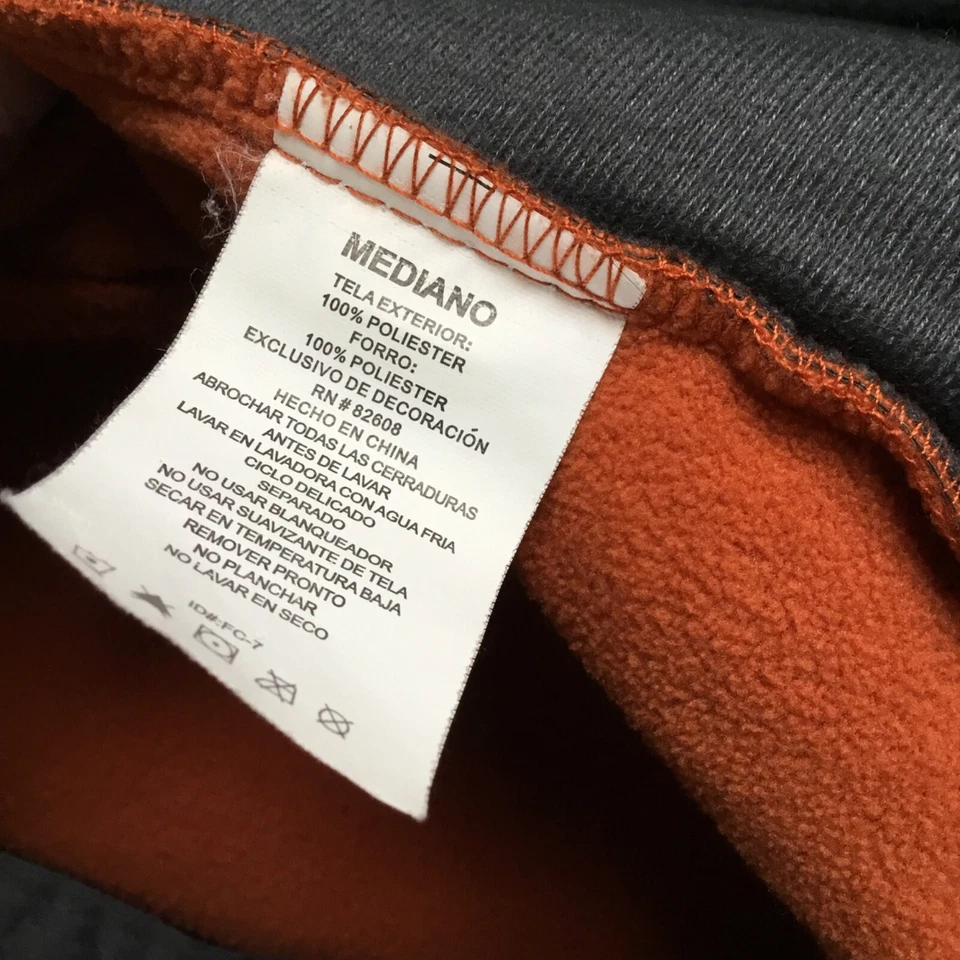 MEDIANO
TELA EXTERIOR:
100% POLIESTER
FORRO:
100% POLIESTER
EXCLUSIVO DE DECORACIÓN
RN # 82608
HECHO EN CHINA
ABROCHAR TODAS LAS CERRADURAS
ANTES DE LAVAR
LAVAR EN LAVADORA CON AGUA FRIA
CICLO DELICADO
SEPARADO
NO USAR BLANQUEADOR
NO USAR SUAVIZANTE DE TELA
SECAR EN TEMPERATURA BAJA
REMOVER PRONTO
NO PLANCHAR
NO LAVAR EN SECO
ID#:FC-7